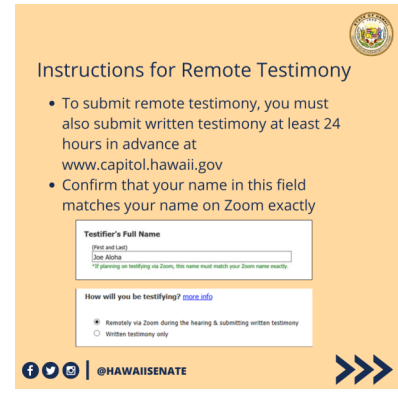 Instructions for Remote Testimony
• To submit remote testimony, you must
also submit written testimony at least 24
hours in advance at
www.capitol.hawaii.gov
• Confirm that your name in this field
matches your name on Zoom exactly
Testifier's Full Name
(First and Last)
Joe Aloha
*If planning on testifying via Zoom, this name must match your Zoom name exactly.
How will you be testifying? more info
Remotely via Zoom during the hearing & submitting written testimony
Written testimony only
@HAWAIISENATE